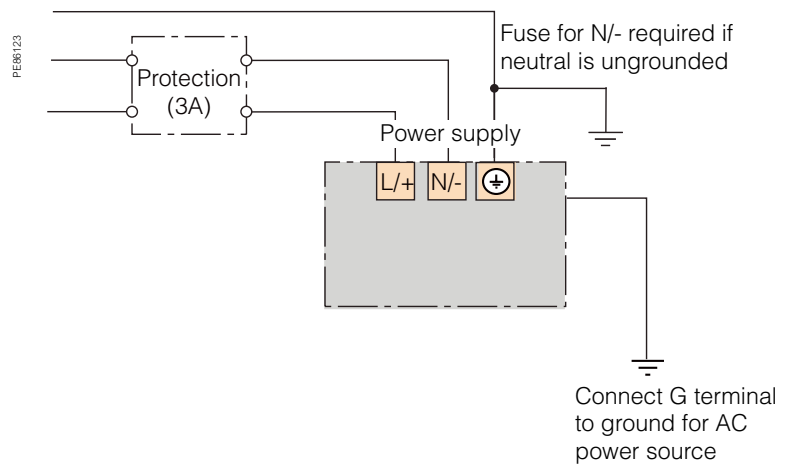 PE86123
Fuse for N/- required if
neutral is ungrounded
Protection
(3A)
Power supply
L/+ N/-
Connect G terminal
to ground for AC
power source